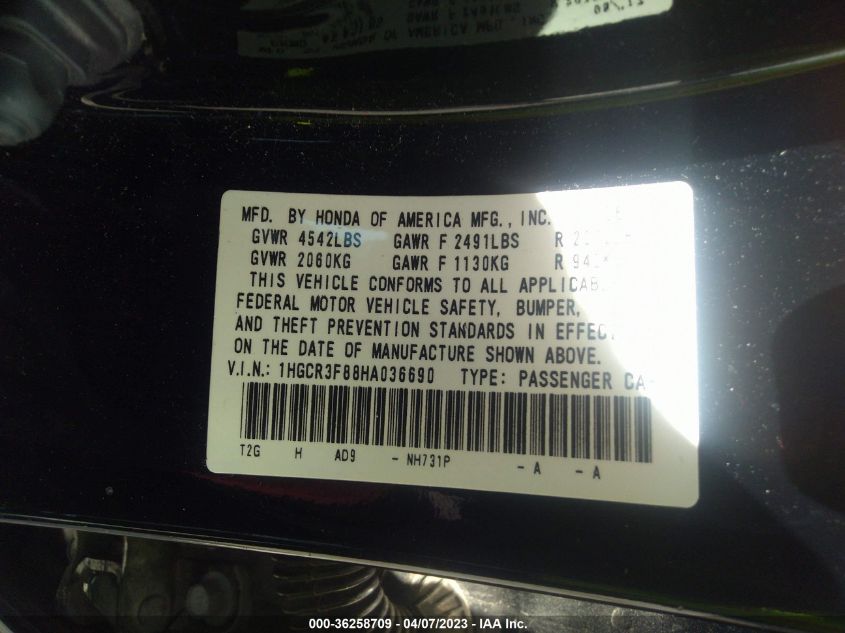 MFD. BY HONDA OF AMERICA MFG., INC.
GVWR 4542LBS GAWR F 2491LBS R
GVWR 2060KG GAWR F 1130KG R
THIS VEHICLE CONFORMS TO ALL
FEDERAL MOTOR VEHICLE SAFETY, BUMPER,
AND THEFT PREVENTION STANDARDS IN
ON THE DATE OF MANUFACTURE SHOWN ABOVE.
V.I.N.: 1HGCR3F88HA036690 TYPE: PASSENGER
T2G H AD9 - NH731P - A - A
000-36258709 - 04/07/2023 - IAA Inc.